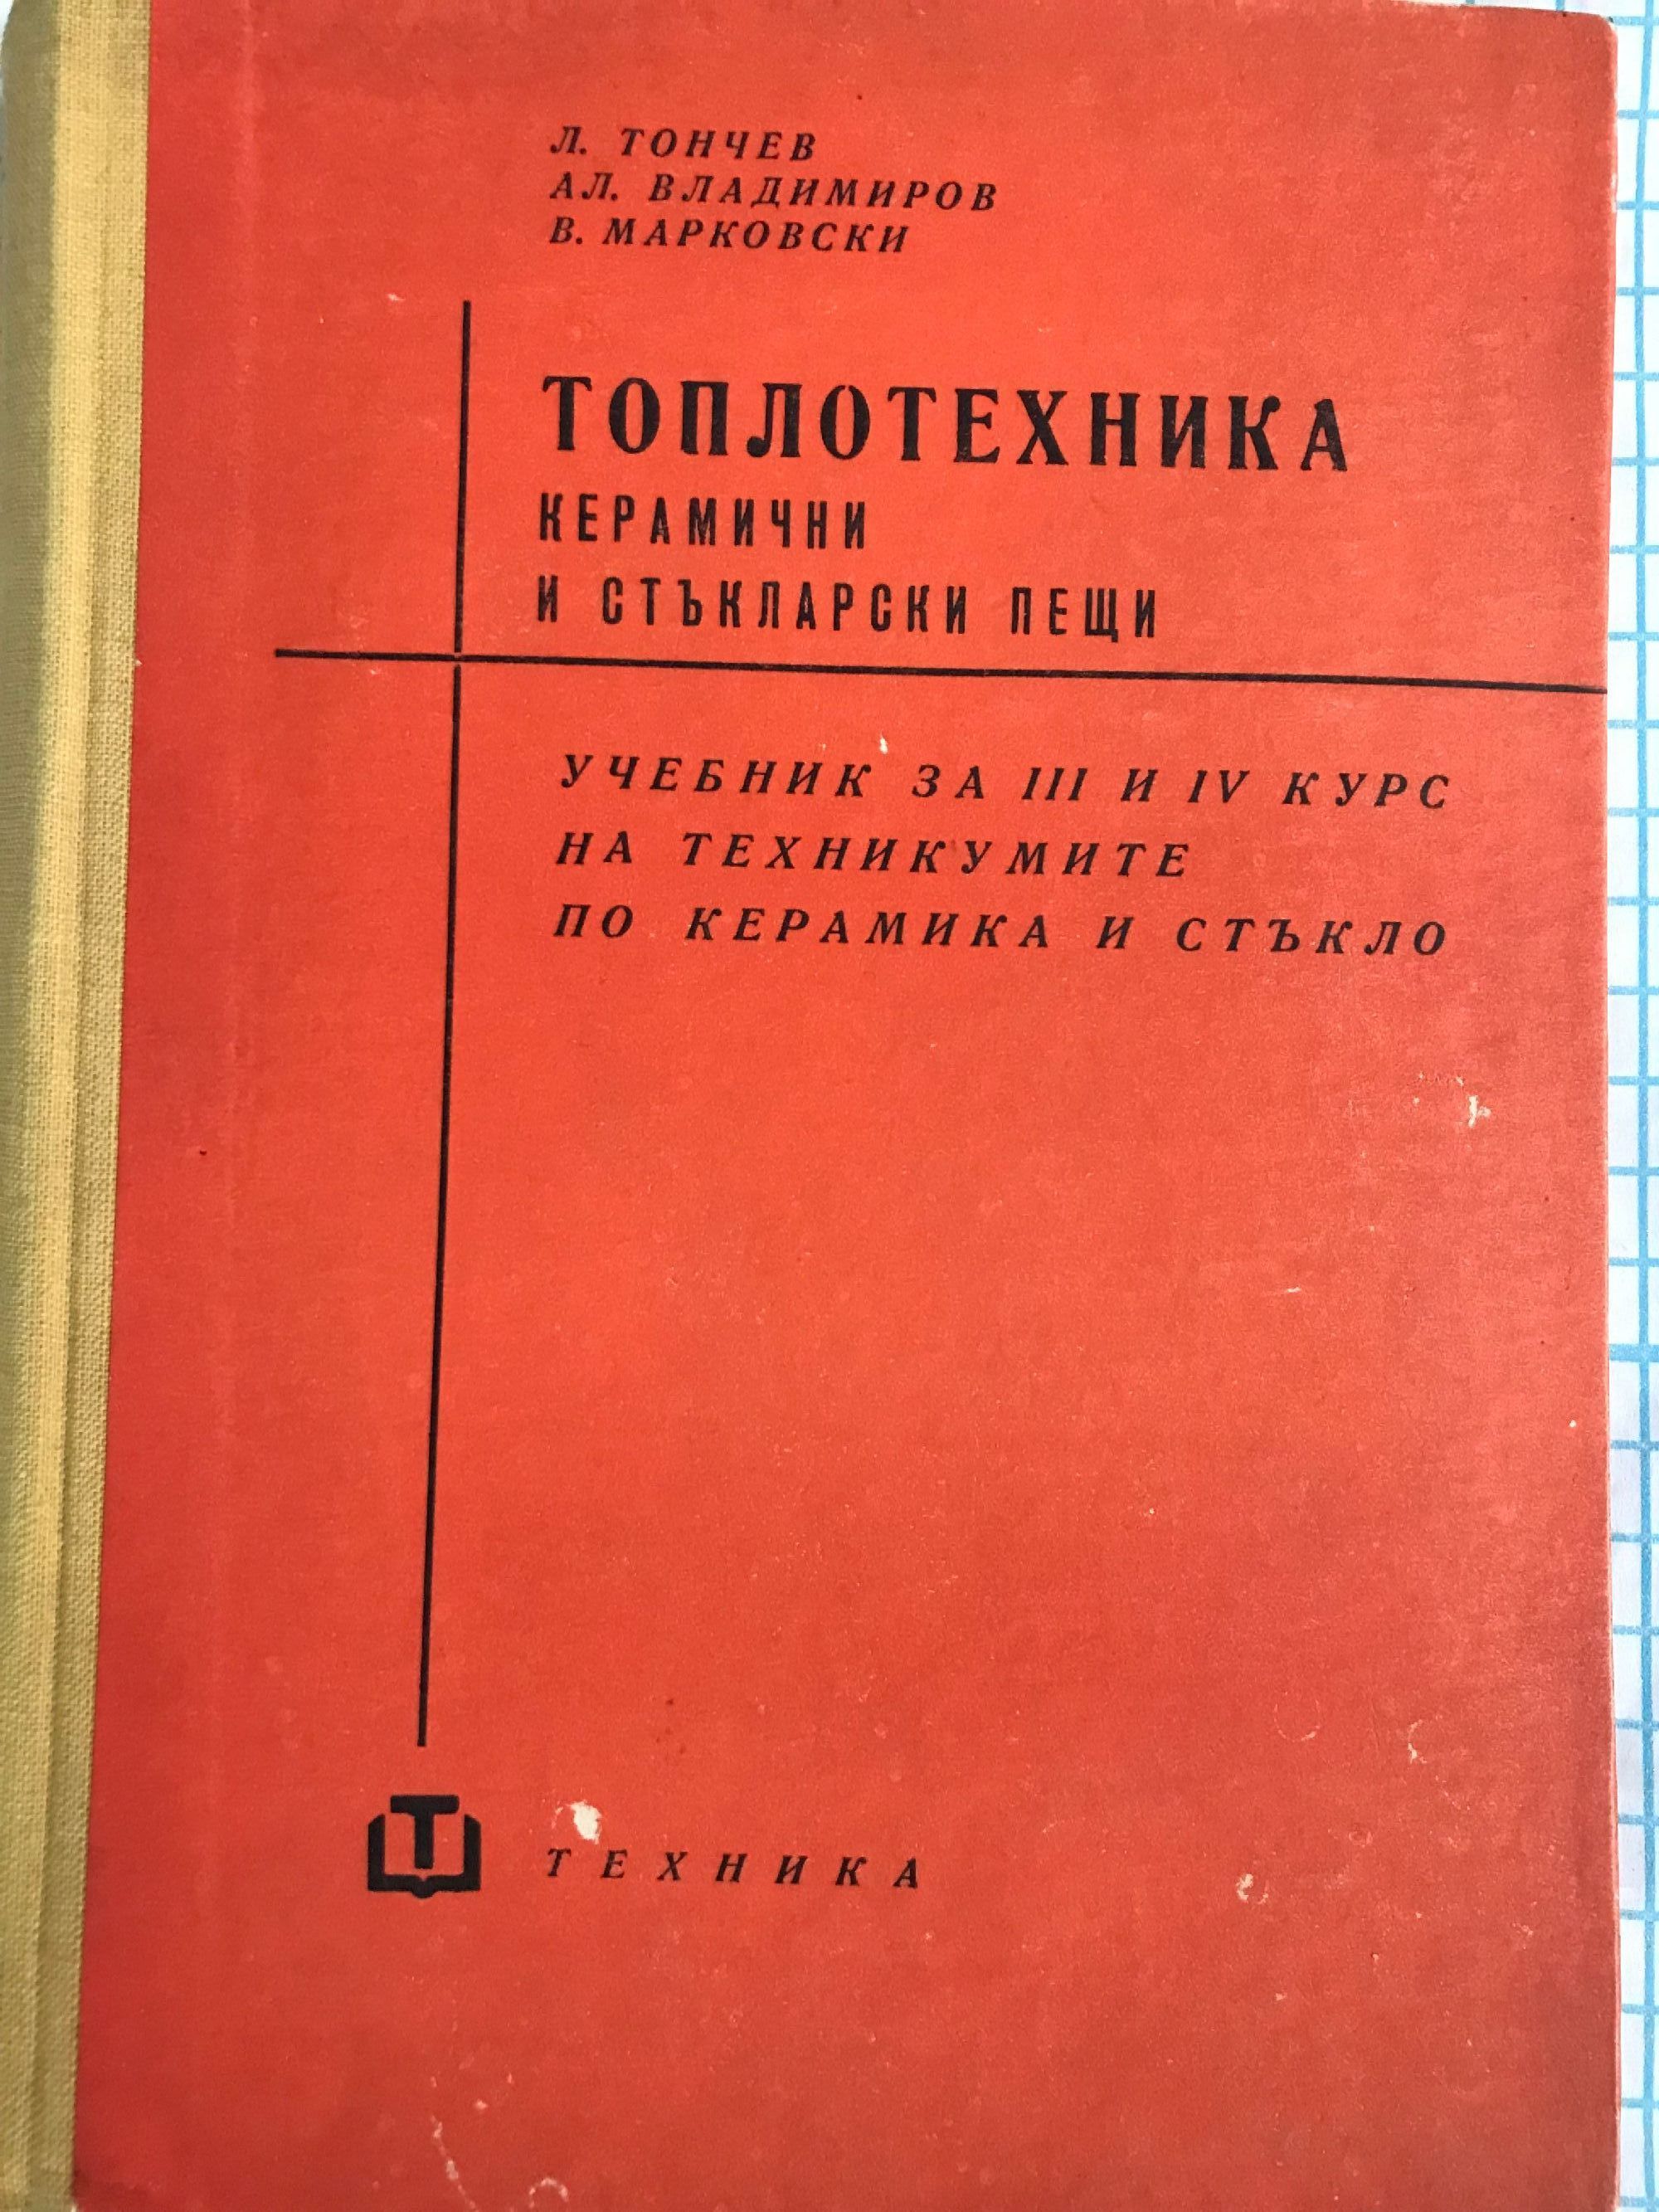 Л. ТОНЧЕВ
АЛ. ВЛАДИМИРОВ
В. МАРКОВСКИ
ТОПЛОТЕХНИКА
КЕРАМИЧНИ
И СТЪКЛАРСКИ ПЕЩИ
УЧЕБНИК ЗА III И IV КУРС
НА ТЕХНИКУМИТЕ
ПО КЕРАМИКА И СТЪКЛО
Т
ТЕХНИКА